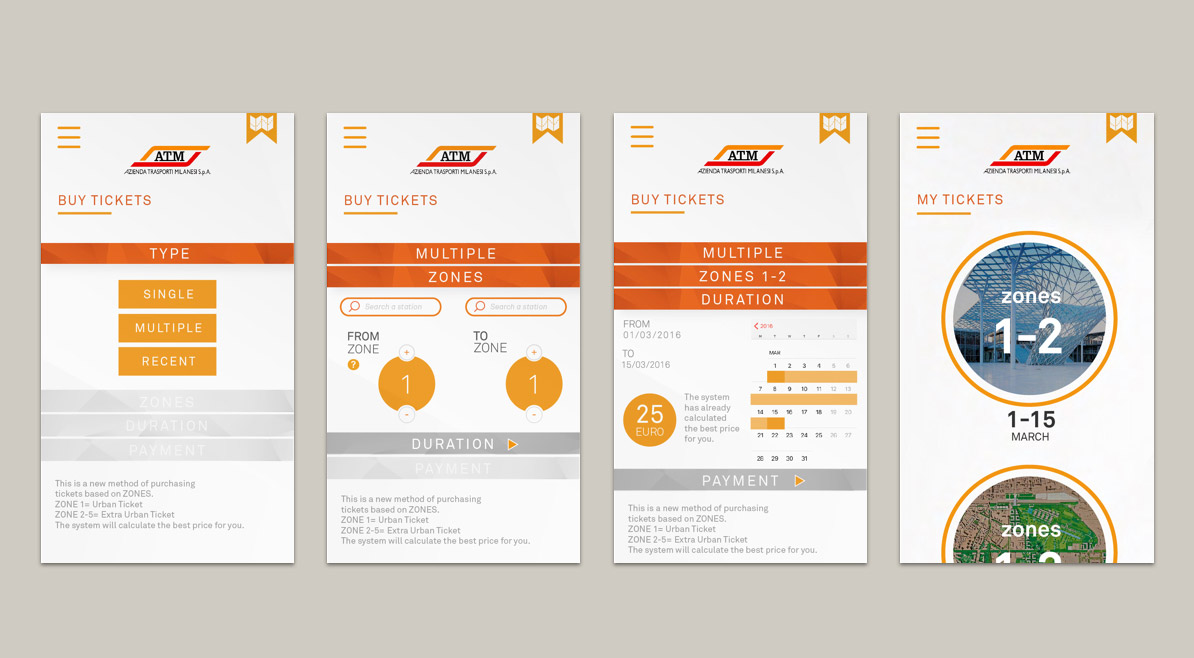 ATM
AZIENDA TRASPORTI MILANESI S.p.A.
BUY TICKETS
TYPE
SINGLE
MULTIPLE
RECENT
ZONES
DURATION
PAYMENT
This is a new method of purchasing
tickets based on ZONES.
ZONE 1= Urban Ticket
ZONE 2-5= Extra Urban Ticket
The system will calculate the best price for you.
ATM
AZIENDA TRASPORTI MILANESI S.p.A.
BUY TICKETS
MULTIPLE
ZONES
Search a station
Search a station
FROM
ZONE
?
+
1
-
TO
ZONE
+
1
-
DURATION
PAYMENT
This is a new method of purchasing
tickets based on ZONES.
ZONE 1= Urban Ticket
ZONE 2-5= Extra Urban Ticket
The system will calculate the best price for you.
ATM
AZIENDA TRASPORTI MILANESI S.p.A.
BUY TICKETS
MULTIPLE
ZONES 1-2
DURATION
FROM
01/03/2016
TO
15/03/2016
25
EURO
The system
has already
calculated
the best price
for you.
2016
M T W T F S S
MAR
1 2 3 4 5 6
7 8 9 10 11 12 13
14 15 16 17 18 19 20
21 22 23 24 25 26 27
28 29 30 31
PAYMENT
This is a new method of purchasing
tickets based on ZONES.
ZONE 1= Urban Ticket
ZONE 2-5= Extra Urban Ticket
The system will calculate the best price for you.
ATM
AZIENDA TRASPORTI MILANESI S.p.A.
MY TICKETS
zones
1-2
1-15
MARCH
zones